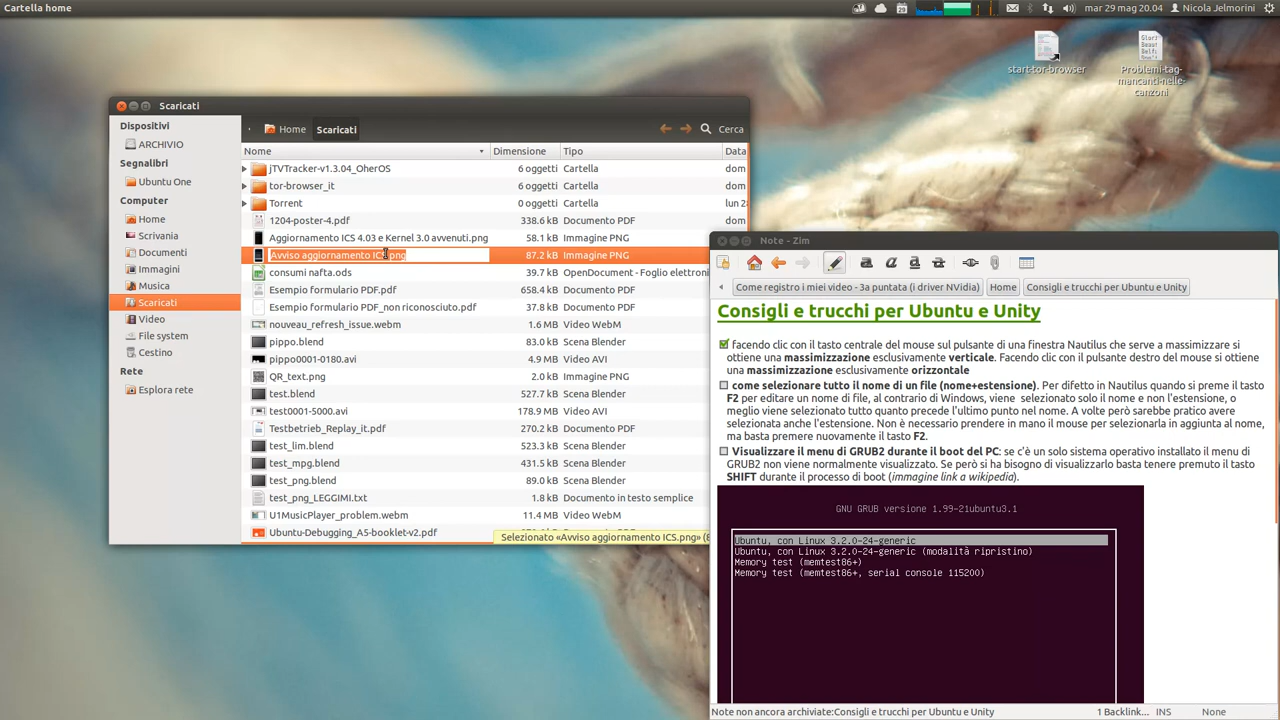 Cartella home
mar 29 mag 20.04
Nicola Jelmorini
start-tor-browser
Problemi-tag-
mancanti-nelle-
canzoni
Scaricati
Dispositivi
ARCHIVIO
Segnalibri
Ubuntu One
Computer
Home
Scrivania
Documenti
Immagini
Musica
Scaricati
Video
File system
Cestino
Rete
Esplora rete
Home Scaricati Cerca
Nome Dimensione Tipo Data
jTVTracker-v1.3.04_OherOS 6 oggetti Cartella dom
tor-browser_it 6 oggetti Cartella dom
Torrent 0 oggetti Cartella lun 2
1204-poster-4.pdf 338.6 kB Documento PDF
Aggiornamento ICS 4.03 e Kernel 3.0 avvenuti.png 58.1 kB Immagine PNG
Avviso aggiornamento ICS.png 87.2 kB Immagine PNG
consumi nafta.ods 39.7 kB OpenDocument - Foglio elettroni
Esempio formulario PDF.pdf 658.4 kB Documento PDF
Esempio formulario PDF_non riconosciuto.pdf 37.8 kB Documento PDF
nouveau_refresh_issue.webm 1.6 MB Video WebM
pippo.blend 83.0 kB Scena Blender
pippo0001-0180.avi 4.9 MB Video AVI
QR_text.png 2.0 kB Immagine PNG
test.blend 527.7 kB Scena Blender
test0001-5000.avi 178.9 MB Video AVI
Testbetrieb_Replay_it.pdf 270.2 kB Documento PDF
test_lim.blend 523.3 kB Scena Blender
test_mpg.blend 530.5 kB Scena Blender
test_png.blend 89.0 kB Scena Blender
test_png_LEGGIMI.txt 1.8 kB Documento in testo semplice
U1MusicPlayer_problem.webm 11.4 MB Video WebM
Ubuntu-Debugging_A5-booklet-v2.pdf
Selezionato «Avviso aggiornamento ICS.png» (8
Note - Zim
Come registro i miei video - 3a puntata (i driver NVidia) Home Consigli e trucchi per Ubuntu e Unity
Consigli e trucchi per Ubuntu e Unity
facendo clic con il tasto centrale del mouse sul pulsante di una finestra Nautilus che serve a massimizzare si
ottiene una massimizzazione esclusivamente verticale. Facendo clic con il pulsante destro del mouse si ottiene
una massimizzazione esclusivamente orizzontale
come selezionare tutto il nome di un file (nome+estensione). Per difetto in Nautilus quando si preme il tasto
F2 per editare un nome di file, al contrario di Windows, viene selezionato solo il nome e non l'estensione, o
meglio viene selezionato tutto quanto precede l'ultimo punto nel nome. A volte però sarebbe pratico avere
selezionata anche l'estensione. Non è necessario prendere in mano il mouse per selezionarla in aggiunta al nome,
ma basta premere nuovamente il tasto F2.
Visualizzare il menu di GRUB2 durante il boot del PC: se c'è un solo sistema operativo installato il menu di
GRUB2 non viene normalmente visualizzato. Se però si ha bisogno di visualizzarlo basta tenere premuto il tasto
SHIFT durante il processo di boot (immagine link a wikipedia).
GNU GRUB versione 1.99-21ubuntu3.1
Ubuntu, con Linux 3.2.0-24-generic
Ubuntu, con Linux 3.2.0-24-generic (modalità ripristino)
Memory test (memtest86+)
Memory test (memtest86+, serial console 115200)
Note non ancora archiviate:Consigli e trucchi per Ubuntu e Unity 1 Backlink... INS None